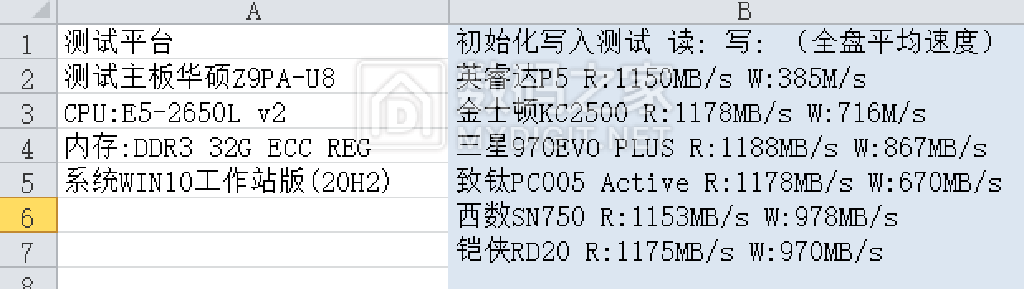 A B
1 测试平台 初始化写入测试 读: 写: （全盘平均速度）
2 测试主板华硕Z9PA-U8 英睿达P5 R:1150MB/s W:385M/s
3 CPU:E5-2650L v2 金士顿KC2500 R:1178MB/s W:716M/s
4 内存:DDR3 32G ECC REG 三星970EVO PLUS R:1188MB/s W:867MB/s
5 系统WIN10工作站版(20H2) 致钛PC005 Active R:1178MB/s W:670MB/s
6 西数SN750 R:1153MB/s W:978MB/s
7 铠侠RD20 R:1175MB/s W:970MB/s
8
数码之家
MYDIGIT.NET